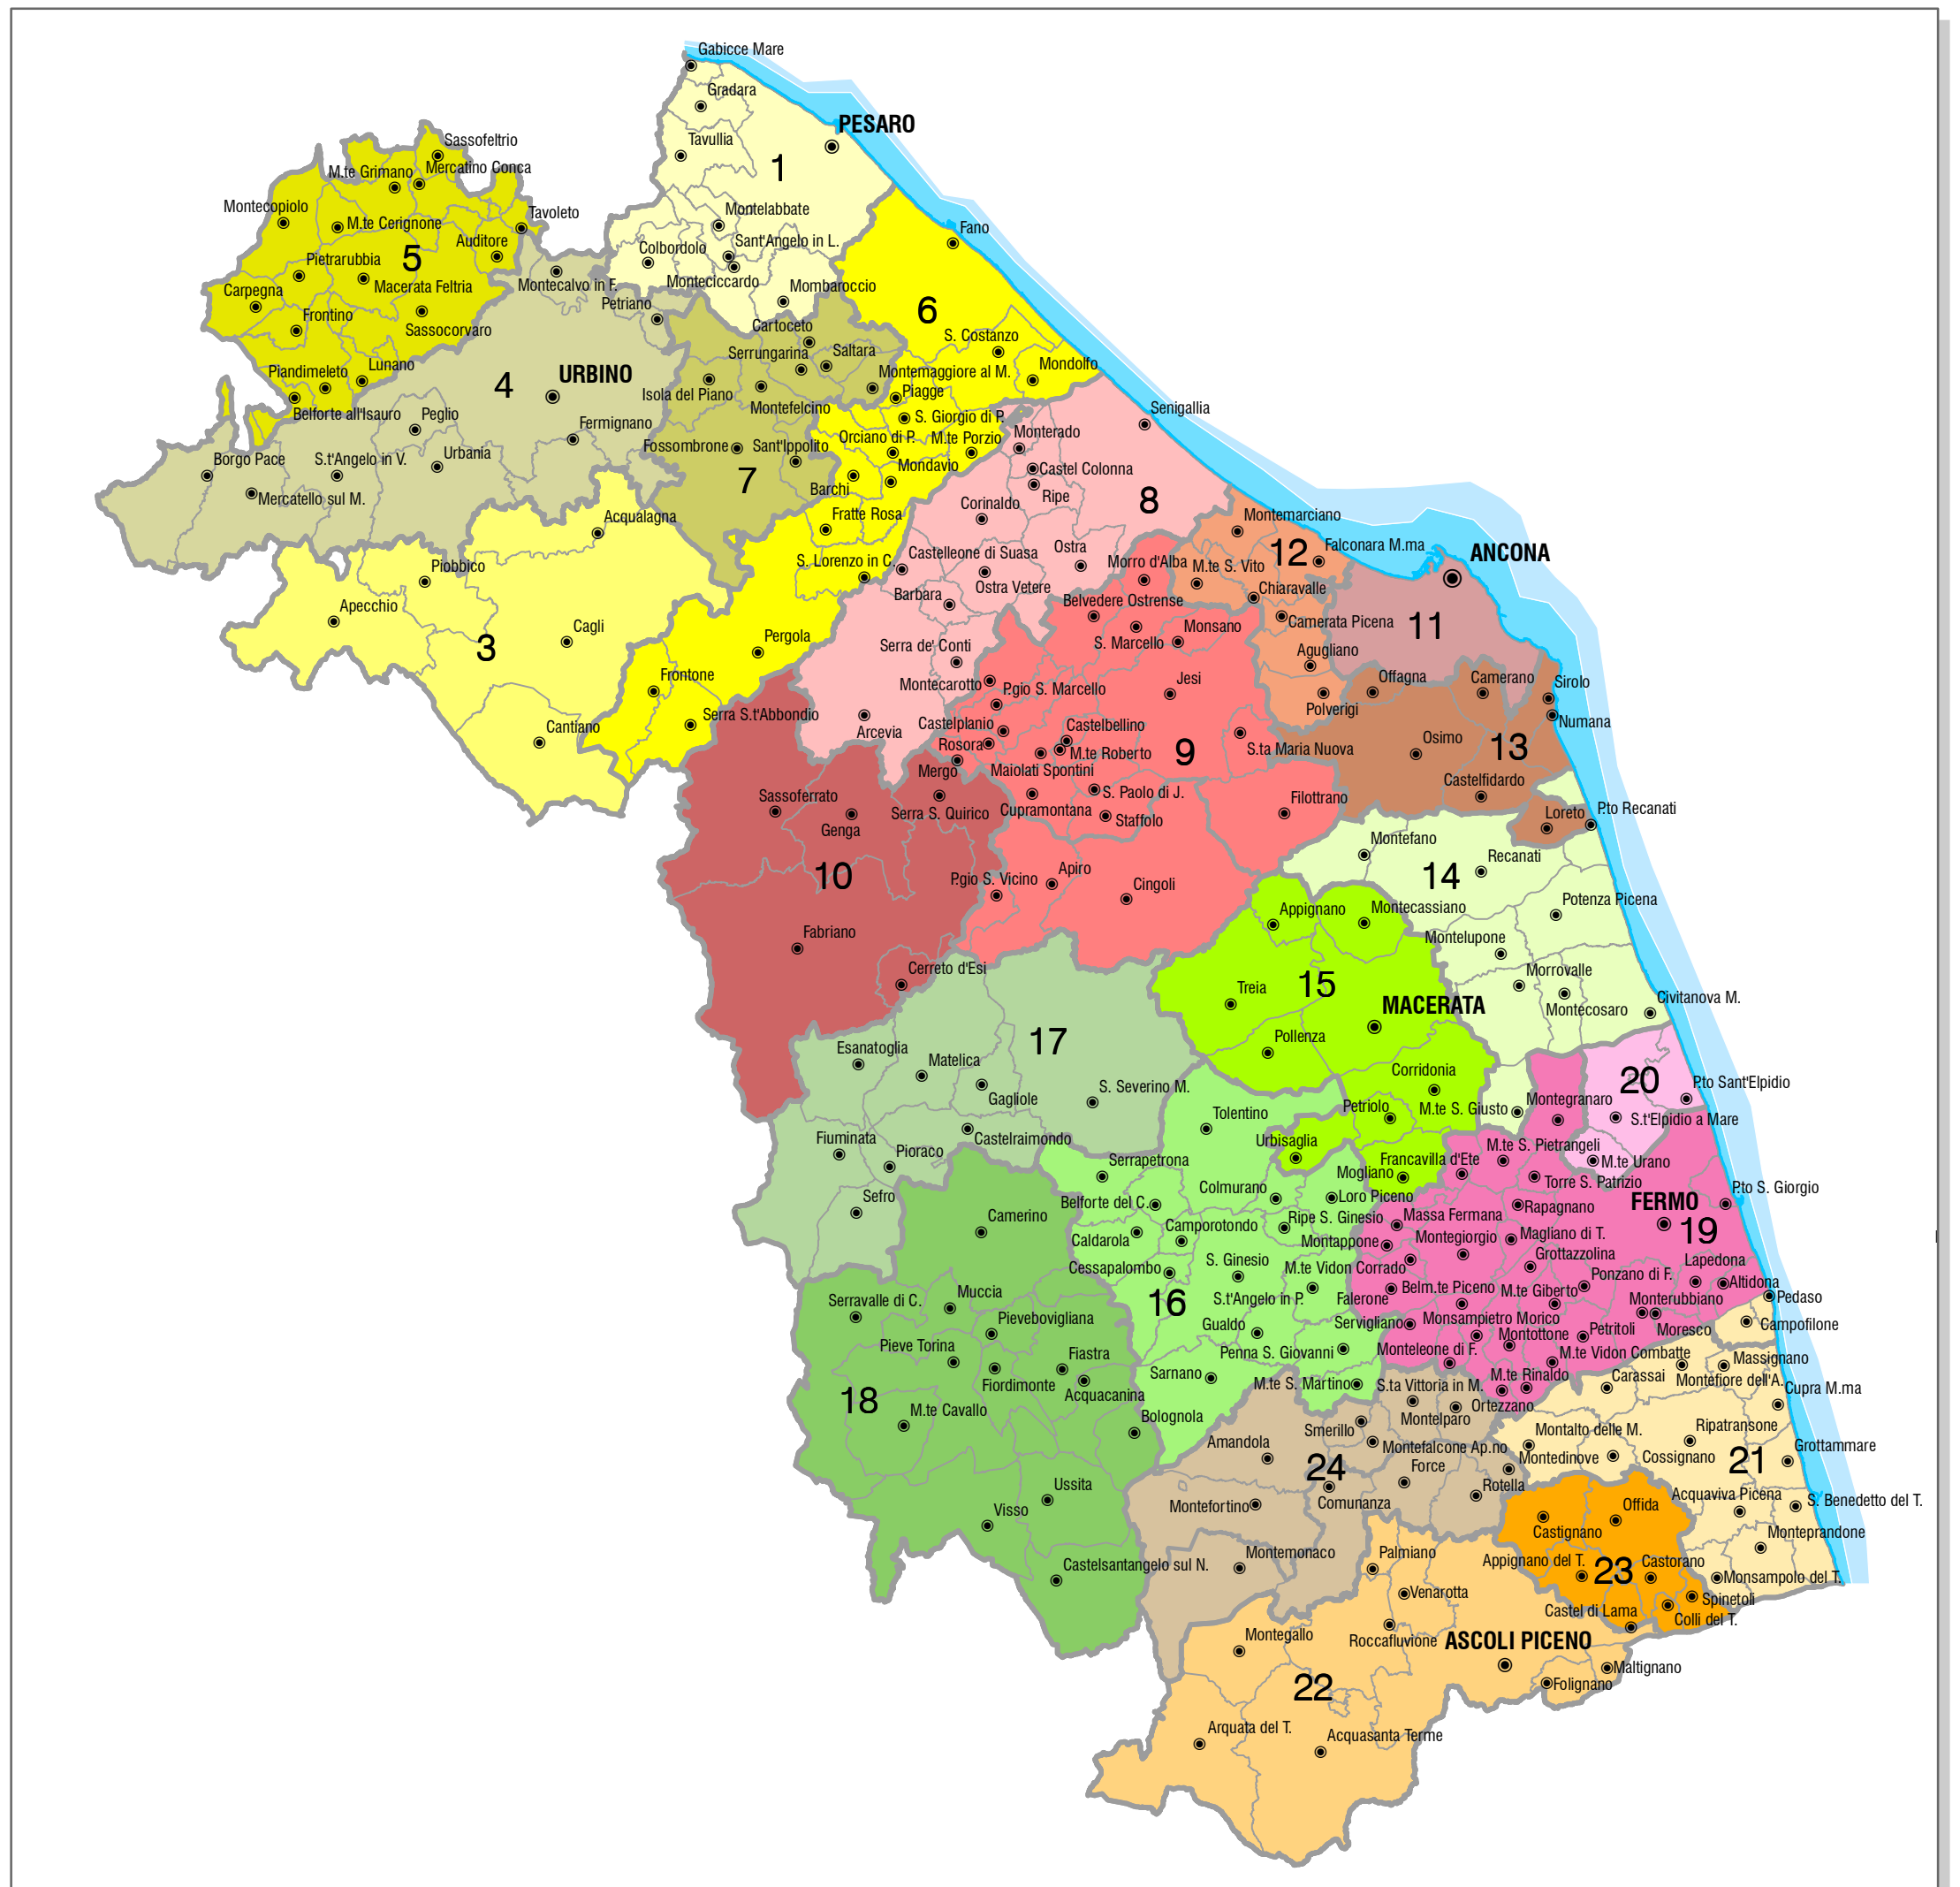 Gabicce Mare
Gradara
PESARO
Tavullia
1
Sassofeltrio
M.te Grimano
Mercatino Conca
Montecopiolo
M.te Cerignone
Tavoleto
Auditore
5
Pietrarubbia
Macerata Feltria
Carpegna
Frontino
Sassocorvaro
Piandimeleto
Lunano
Belforte all'Isauro
Montelabbate
Colbordolo
Sant'Angelo in L.
Monteciccardo
Mombaroccio
Fano
6
Montecalvo in F.
Petriano
URBINO
4
Peglio
Fermignano
Borgo Pace
S.t'Angelo in V.
Urbania
Mercatello sul M.
Cartoceto
Serrungarina
Saltara
Isola del Piano
Montefelcino
Montemaggiore al M.
Piagge
S. Costanzo
Mondolfo
S. Giorgio di P.
Fossombrone
Sant'Ippolito
7
Orciano di P.
M.te Porzio
Mondavio
Barchi
Fratte Rosa
S. Lorenzo in C.
Acqualagna
Piobbico
Apecchio
3
Cagli
Cantiano
Pergola
Frontone
Serra S.t'Abbondio
Senigallia
Monterado
Castel Colonna
Ripe
Corinaldo
8
Castelleone di Suasa
Ostra
Ostra Vetere
Barbara
Serra de' Conti
Arcevia
Montemarciano
12
Falconara M.ma
Morro d'Alba
M.te S. Vito
Chiaravalle
ANCONA
Belvedere Ostrense
Camerata Picena
11
S. Marcello
Monsano
Agugliano
Montecarotto
P.gio S. Marcello
Jesi
Polverigi
Offagna
Camerano
Sirolo
Numana
Castelplanio
Castelbellino
Rosora
M.te Roberto
9
S.ta Maria Nuova
Osimo
13
Mergo
Maiolati Spontini
Castelfidardo
Cupramontana
S. Paolo di J.
Staffolo
Filottrano
Loreto
P.to Recanati
Sassoferrato
Genga
Serra S. Quirico
10
P.gio S. Vicino
Apiro
Cingoli
Fabriano
Cerreto d'Esi
Montefano
Recanati
14
Potenza Picena
Montelupone
Morrovalle
Montecosaro
Civitanova M.
Appignano
Montecassiano
Treia
15
MACERATA
Pollenza
Corridonia
Petriolo
M.te S. Giusto
Urbisaglia
Mogliano
Francavilla d'Ete
17
Esanatoglia
Matelica
Gagliole
S. Severino M.
Castelraimondo
Fiuminata
Pioraco
Sefro
Tolentino
Serrapetrona
Belforte del C.
Colmurano
Loro Piceno
Camporotondo
Ripe S. Ginesio
Caldarola
Cessapalombo
S. Ginesio
16
S.t'Angelo in P.
Gualdo
Penna S. Giovanni
Sarnano
M.te S. Martino
Camerino
Muccia
Serravalle di C.
Pievebovigliana
Pieve Torina
Fiastra
Fiordimonte
Acquacanina
18
M.te Cavallo
Bolognola
Ussita
Visso
Castelsantangelo sul N.
20
P.to Sant'Elpidio
Montegranaro
S.t'Elpidio a Mare
M.te S. Pietrangeli
M.te Urano
Torre S. Patrizio
P.to S. Giorgio
FERMO
19
Rapagnano
Massa Fermana
Montappone
Montegiorgio
Magliano di T.
Grottazzolina
M.te Vidon Corrado
Lapedona
Ponzano di F.
Altidona
Falerone
Belm.te Piceno
M.te Giberto
Monterubbiano
Pedaso
Campofilone
Servigliano
Monsampietro Morico
Moresco
Petritoli
Montottone
Monteleone di F.
M.te Vidon Combatte
M.te Rinaldo
Ortezzano
S.ta Vittoria in M.
Montelparo
Smerillo
Montefalcone Ap.no
Amandola
24
Force
Rotella
Comunanza
Montefortino
Montemonaco
Massignano
Carassai
Montefiore dell'A.
Cupra M.ma
Montalto delle M.
Ripatransone
Montedinove
Cossignano
21
Grottammare
Acquaviva Picena
S. Benedetto del T.
Monteprandone
Monsampolo del T.
Offida
Castignano
Appignano del T.
23
Castorano
Spinetoli
Castel di Lama
Colli del T.
Palmiano
Venarotta
Roccafluvione
Montegallo
ASCOLI PICENO
Maltignano
Folignano
22
Arquata del T.
Acquasanta Terme